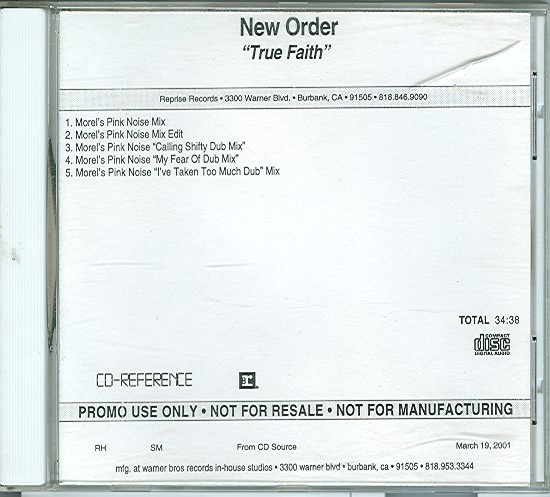 New Order
“True Faith”
Reprise Records • 3300 Warner Blvd. • Burbank, CA • 91505 • 818.846.9090
1. Morel's Pink Noise Mix
2. Morel's Pink Noise Mix Edit
3. Morel's Pink Noise “Calling Shifty Dub Mix”
4. Morel's Pink Noise “My Fear Of Dub Mix”
5. Morel's Pink Noise “I've Taken Too Much Dub” Mix
TOTAL 34:38
COMPACT
disc
DIGITAL AUDIO
CD-REFERENCE
PROMO USE ONLY • NOT FOR RESALE • NOT FOR MANUFACTURING
RH SM From CD Source March 19, 2001
mfg. at warner bros records in-house studios • 3300 warner blvd • burbank, ca • 91505 • 818.953.3344